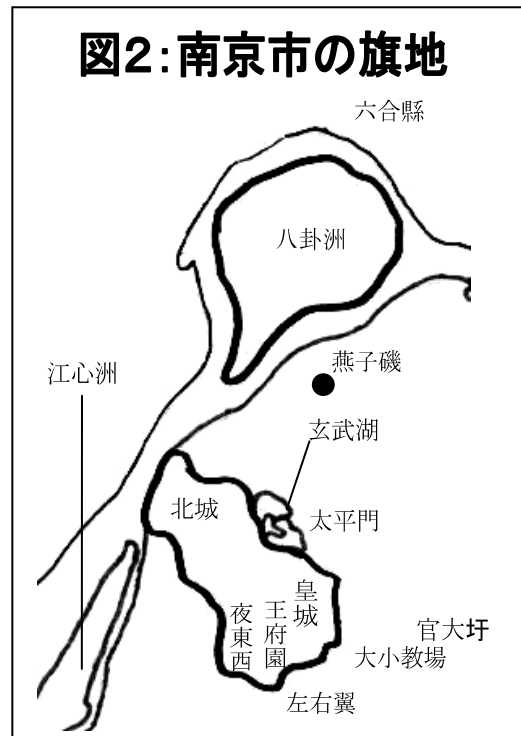 図2:南京市の旗地
六合縣
八卦洲
燕子磯
江心洲
玄武湖
北城
太平門
皇城
王府園
夜東西
官大圩
大小教場
左右翼